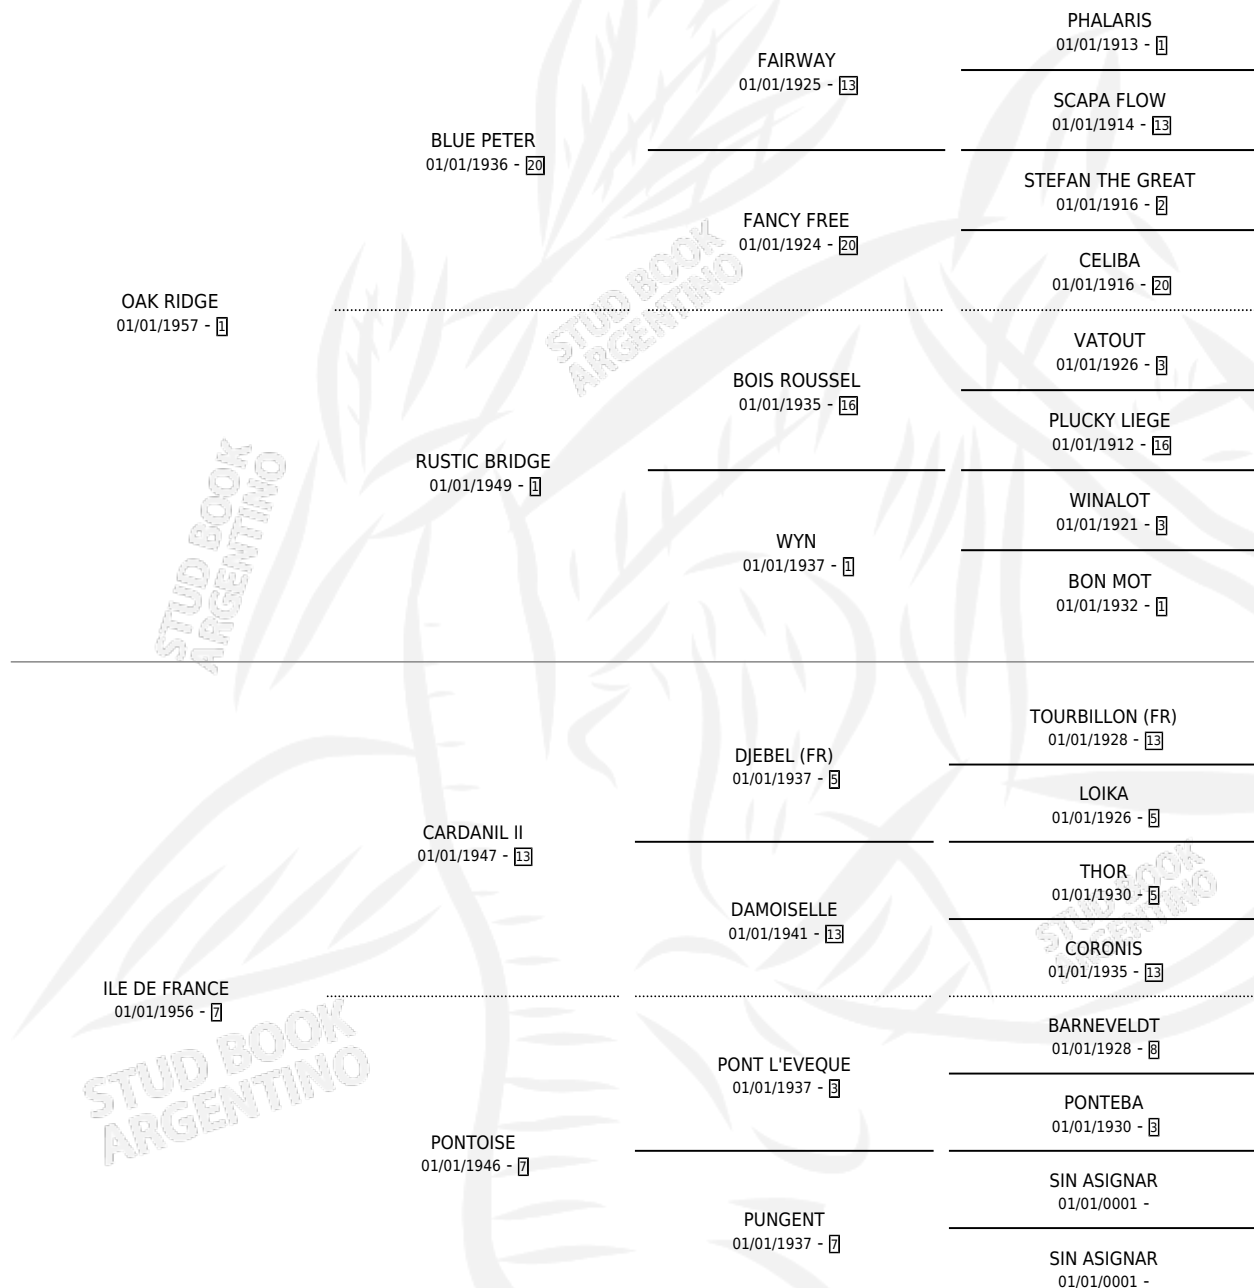 PHALARIS
01/01/1913 - 1
FAIRWAY
01/01/1925 - 13
SCAPA FLOW
01/01/1914 - 13
BLUE PETER
01/01/1936 - 20
STEFAN THE GREAT
01/01/1916 - 2
FANCY FREE
01/01/1924 - 20
CELIBA
01/01/1916 - 20
OAK RIDGE
01/01/1957 - 1
STUD BOOK
ARGENTINO
VATOUT
01/01/1926 - 3
BOIS ROUSSEL
01/01/1935 - 16
PLUCKY LIEGE
01/01/1912 - 16
RUSTIC BRIDGE
01/01/1949 - 1
WINALOT
01/01/1921 - 3
WYN
01/01/1937 - 1
BON MOT
01/01/1932 - 1
STUD BOOK
ARGENTINO
TOURBILLON (FR)
01/01/1928 - 13
DJEBEL (FR)
01/01/1937 - 5
LOIKA
01/01/1926 - 5
CARDANIL II
01/01/1947 - 13
THOR
01/01/1930 - 5
DAMOISELLE
01/01/1941 - 13
STUD BOOK
ARGENTINO
CORONIS
01/01/1935 - 13
ILE DE FRANCE
01/01/1956 - 7
STUD BOOK
ARGENTINO
BARNEVELDT
01/01/1928 - 8
PONT L'EVEQUE
01/01/1937 - 3
PONTEBA
01/01/1930 - 3
PONTOISE
01/01/1946 - 7
SIN ASIGNAR
01/01/0001 -
PUNGENT
01/01/1937 - 7
SIN ASIGNAR
01/01/0001 -